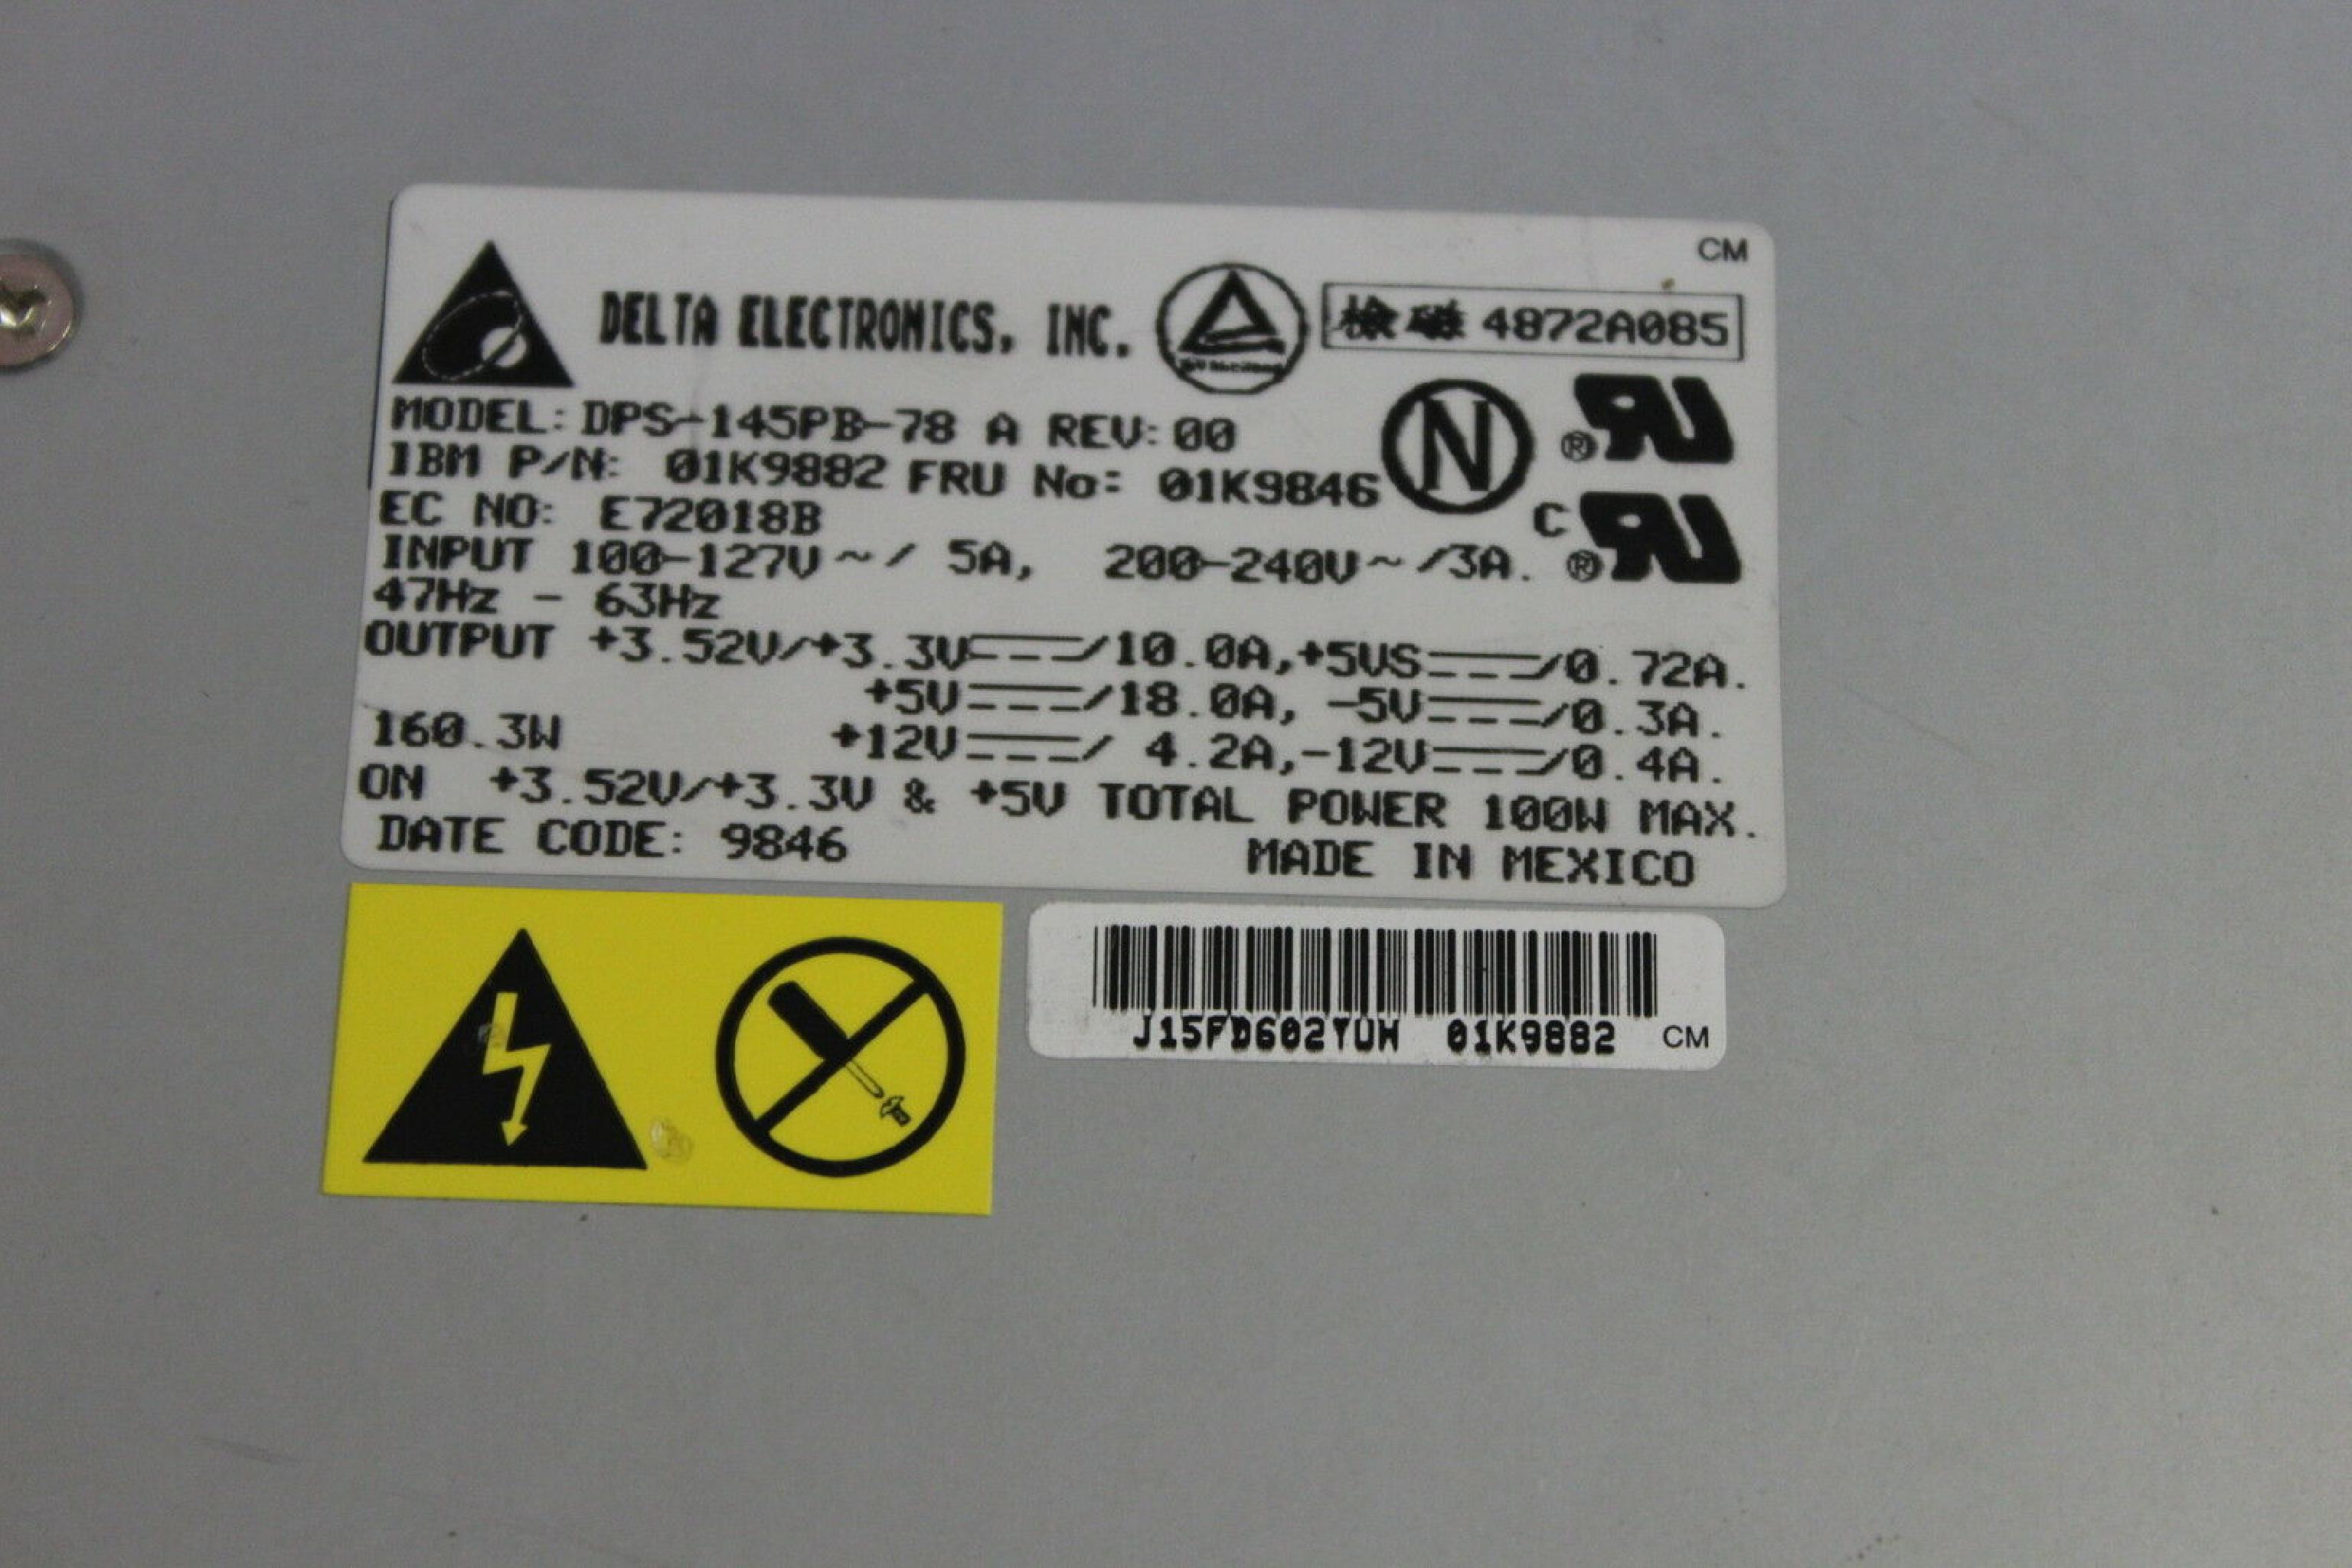 CM
DELTA ELECTRONICS, INC.
檢磁 4872A085
MODEL: DPS-145PB-78 A REV: 00
IBM P/N: 01K9882 FRU No: 01K9846
N
EC NO: E72018B
C
INPUT 100-127V ~ / 5A, 200-240V ~ /3A.
47Hz - 63Hz
OUTPUT +3.52V/+3.3V⎓/10.0A,+5VS⎓/0.72A.
+5V⎓/18.0A, -5V⎓/0.3A.
160.3W +12V⎓/ 4.2A,-12V⎓/0.4A.
ON +3.52V/+3.3V & +5V TOTAL POWER 100W MAX.
DATE CODE: 9846 MADE IN MEXICO
J15FD602YUW 01K9882 CM